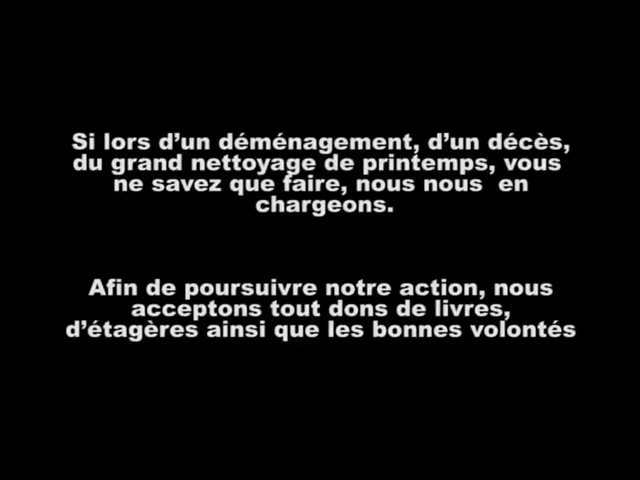 Si lors d’un déménagement, d’un décès,
du grand nettoyage de printemps, vous
ne savez que faire, nous nous  en
chargeons.
Afin de poursuivre notre action, nous
acceptons tout dons de livres,
d’étagères ainsi que les bonnes volontés